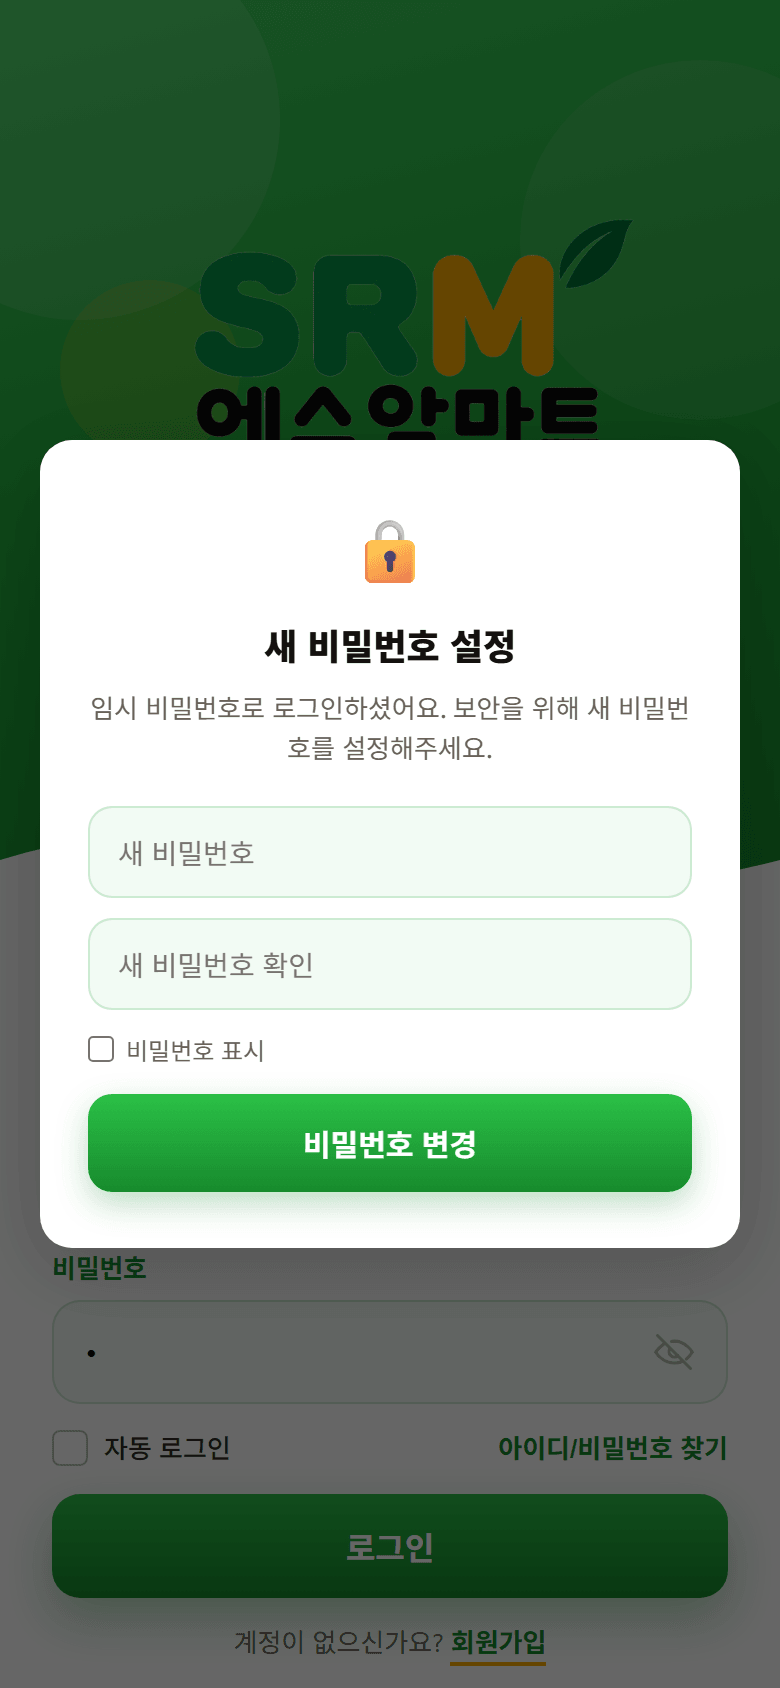 SRM
에스알마트
새 비밀번호 설정
임시 비밀번호로 로그인하셨어요. 보안을 위해 새 비밀번
호를 설정해주세요.
새 비밀번호
새 비밀번호 확인
비밀번호 표시
비밀번호 변경
비밀번호
자동 로그인
아이디/비밀번호 찾기
로그인
계정이 없으신가요? 회원가입